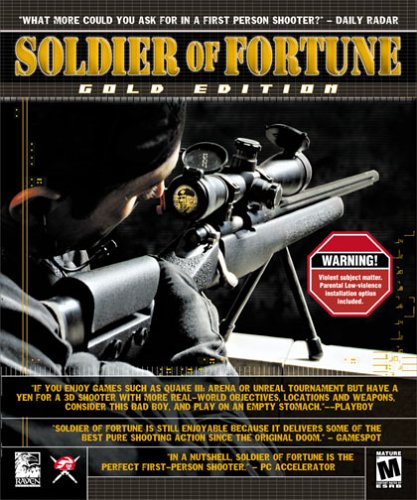 "WHAT MORE COULD YOU ASK FOR IN A FIRST PERSON SHOOTER?" – DAILY RADAR
SOLDIER OF FORTUNE
GOLD EDITION
WARNING!
Violent subject matter.
Parental Low-violence
installation option
included.
"IF YOU ENJOY GAMES SUCH AS QUAKE III: ARENA OR UNREAL TOURNAMENT BUT HAVE A
YEN FOR A 3D SHOOTER WITH MORE REAL-WORLD OBJECTIVES, LOCATIONS AND WEAPONS,
CONSIDER THIS BAD BOY, AND PLAY ON AN EMPTY STOMACH."--PLAYBOY
"SOLDIER OF FORTUNE IS STILL ENJOYABLE BECAUSE IT DELIVERS SOME OF THE
BEST PURE SHOOTING ACTION SINCE THE ORIGINAL DOOM." - GAMESPOT
"IN A NUTSHELL, SOLDIER OF FORTUNE IS THE
PERFECT FIRST-PERSON SHOOTER." - PC ACCELERATOR
RAVEN
MATURE
M
ESRB